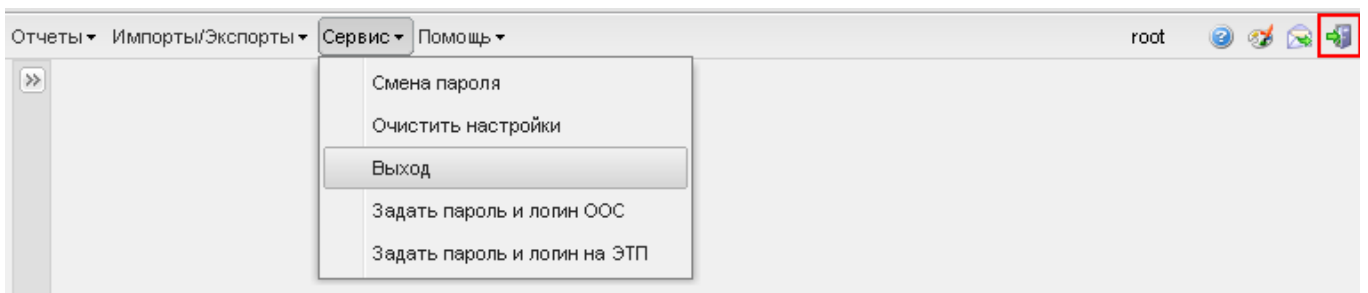 Отчеты Импорты/Экспорты Сервис Помощь root
Смена пароля
Очистить настройки
Выход
Задать пароль и логин ООС
Задать пароль и логин на ЭТП